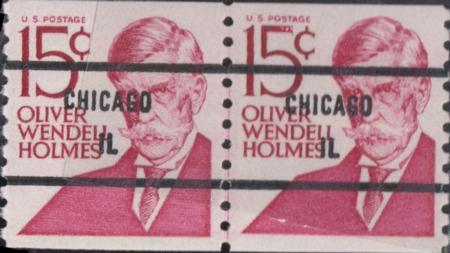 U.S. POSTAGE
15¢
CHICAGO
OLIVER
WENDELL
IL
HOLMES
U.S. POSTAGE
15¢
CHICAGO
OLIVER
WENDELL
IL
HOLMES